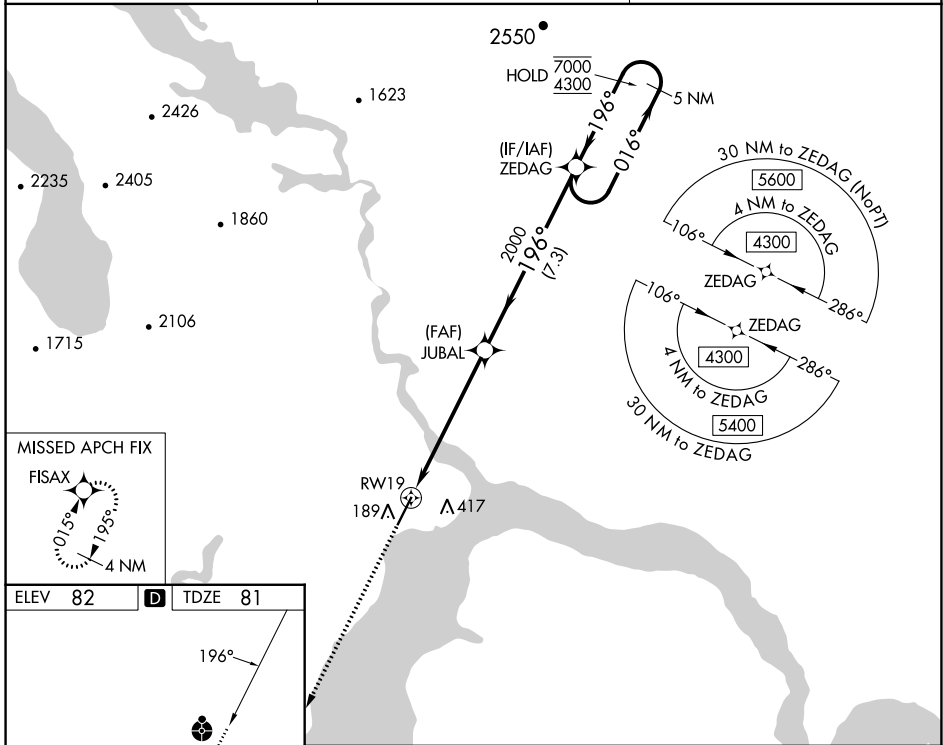 2550
HOLD 7000
4300
5 NM
1623
2426
196°
016°
(IF/IAF)
ZEDAG
2235
2405
1860
30 NM to ZEDAG (NoPT)
5600
4 NM to ZEDAG
4300
106°
ZEDAG
286°
2000
196°
(7.3)
106°
ZEDAG
4300
286°
4 NM to ZEDAG
5400
30 NM to ZEDAG
2106
1715
(FAF)
JUBAL
MISSED APCH FIX
FISAX
015°
195°
4 NM
RW19
189
417
ELEV 82 D TDZE 81
196°